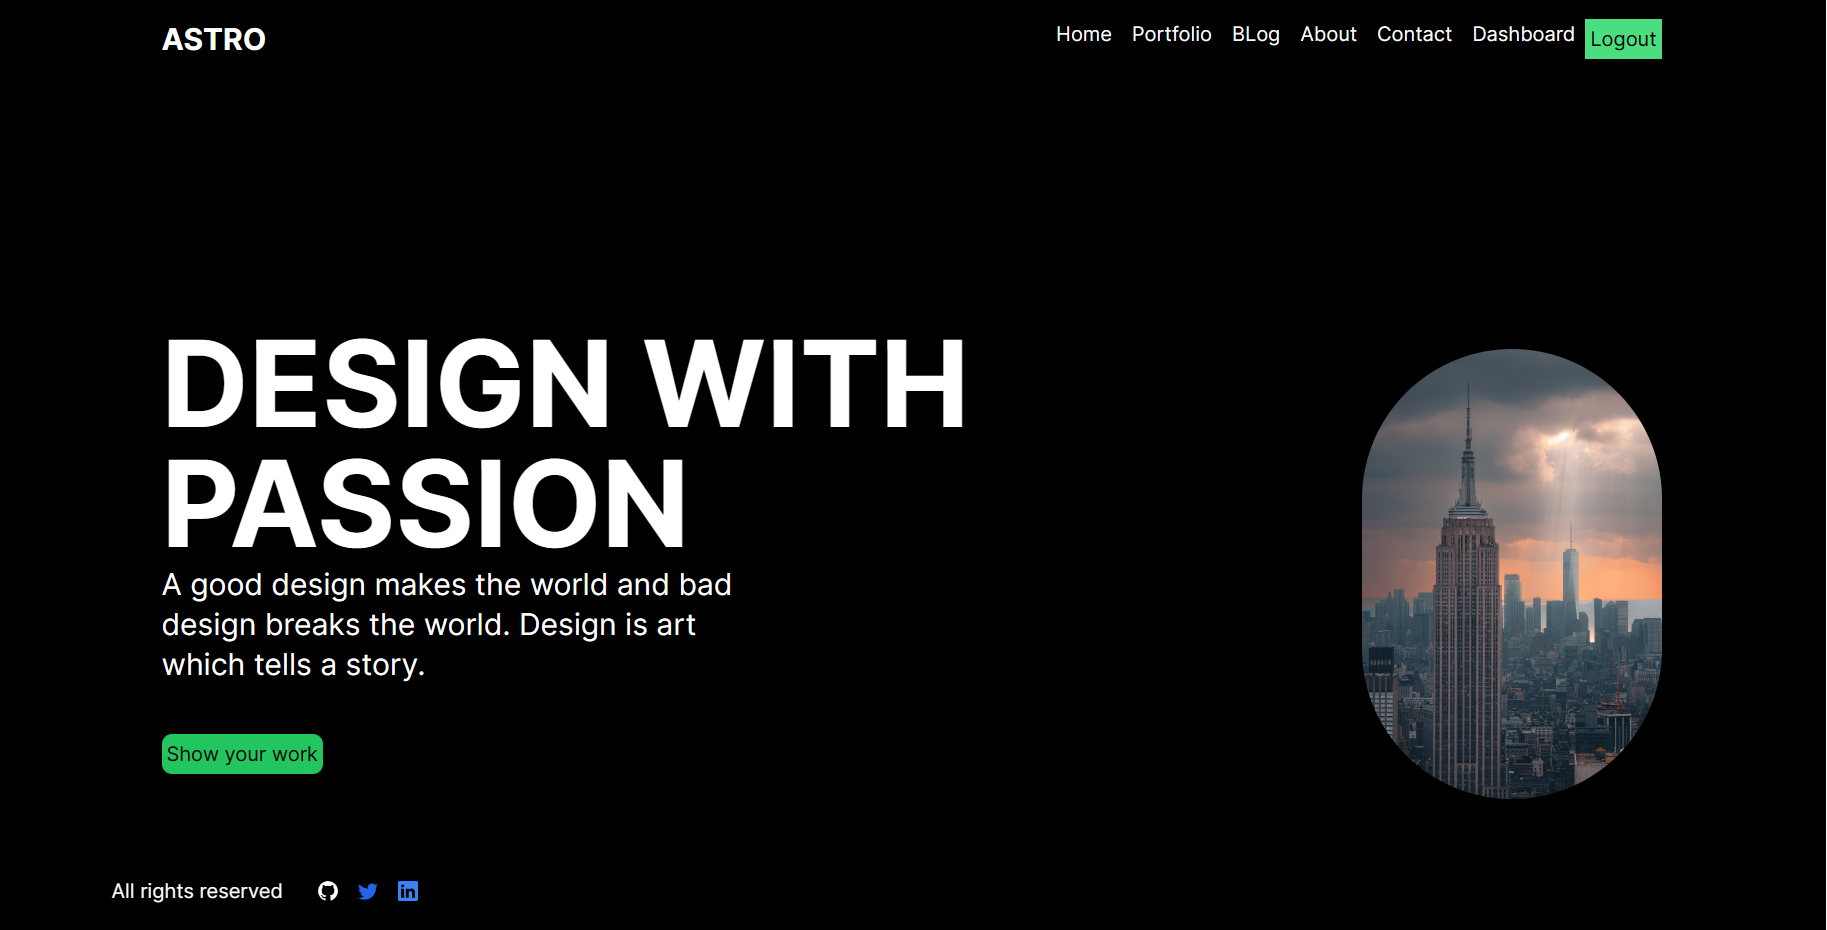 ASTRO
Home Portfolio BLog About Contact Dashboard Logout
DESIGN WITH
PASSION
A good design makes the world and bad
design breaks the world. Design is art
which tells a story.
Show your work
All rights reserved